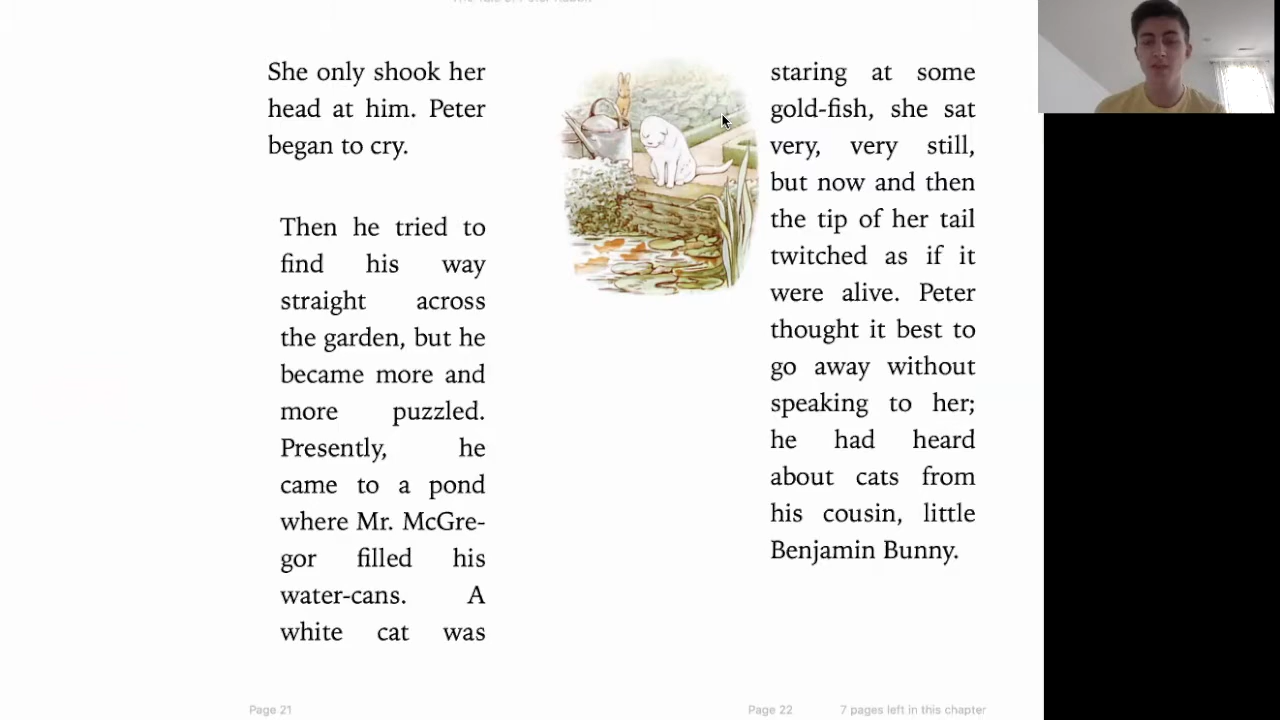 She only shook her
head at him. Peter
began to cry.
Then he tried to
find his way
straight across
the garden, but he
became more and
more puzzled.
Presently, he
came to a pond
where Mr. McGre-
gor filled his
water-cans. A
white cat was
staring at some
gold-fish, she sat
very, very still,
but now and then
the tip of her tail
twitched as if it
were alive. Peter
thought it best to
go away without
speaking to her;
he had heard
about cats from
his cousin, little
Benjamin Bunny.
Page 21
Page 22
7 pages left in this chapter